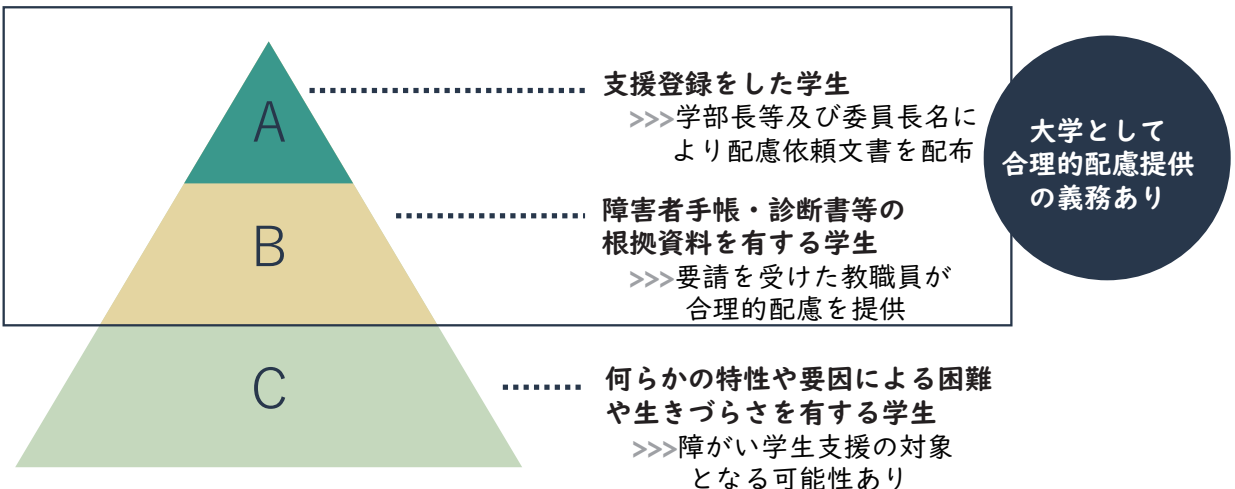 A
支援登録をした学生
>>>学部長等及び委員長名に
より配慮依頼文書を配布
大学として
合理的配慮提供
の義務あり
B
障害者手帳・診断書等の
根拠資料を有する学生
>>>要請を受けた教職員が
合理的配慮を提供
C
何らかの特性や要因による困難
や生きづらさを有する学生
>>>障がい学生支援の対象
となる可能性あり